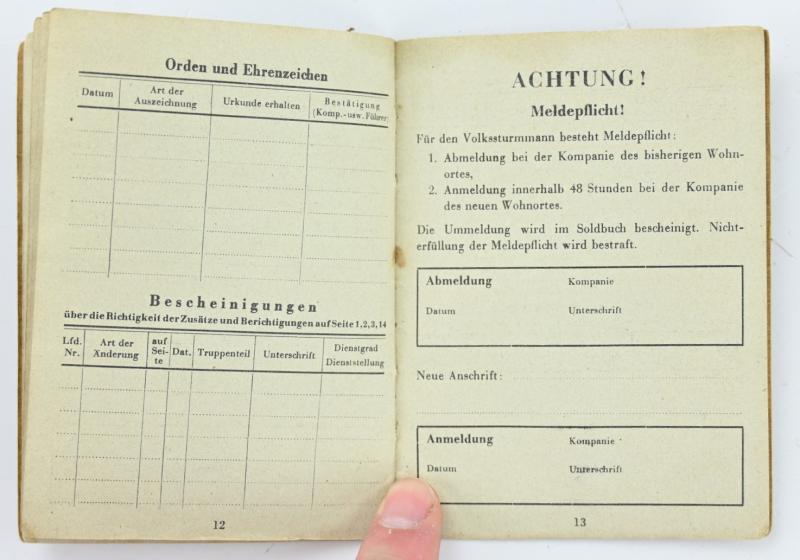 Orden und Ehrenzeichen
Datum
Art der
Auszeichnung
Urkunde erhalten
Bestätigung
(Komp.-usw. Führer)
Bescheinigungen
über die Richtigkeit der Zusätze und Berichtigungen auf Seite 1,2,3,14
Lfd.
Nr.
Art der
Änderung
auf
Sei-
te
Dat.
Truppenteil
Unterschrift
Dienstgrad
Dienststellung
12
ACHTUNG!
Meldepflicht!
Für den Volkssturmmann besteht Meldepflicht:
1. Abmeldung bei der Kompanie des bisherigen Wohn-
ortes,
2. Anmeldung innerhalb 48 Stunden bei der Kompanie
des neuen Wohnortes.
Die Ummeldung wird im Soldbuch bescheinigt. Nicht-
erfüllung der Meldepflicht wird bestraft.
Abmeldung Kompanie
Datum Unterschrift
Neue Anschrift:
Anmeldung Kompanie
Datum Unterschrift
13